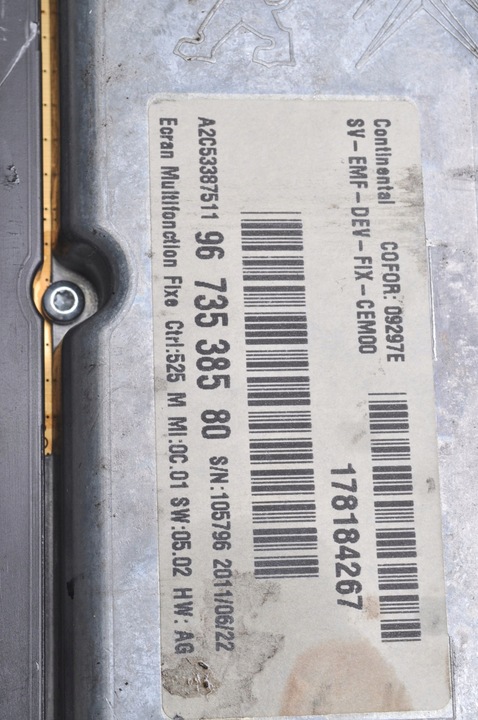 Continental COFOR: 09297E
SV-EMF-DEV-FIX-CEM00
178184267
A2C53387511 96 735 385 80 S/N:105796 2011/06/22
Ecran Multifonction Fixe Ctrl:525 M MI:0C.01 SW:05.02 HW: AG